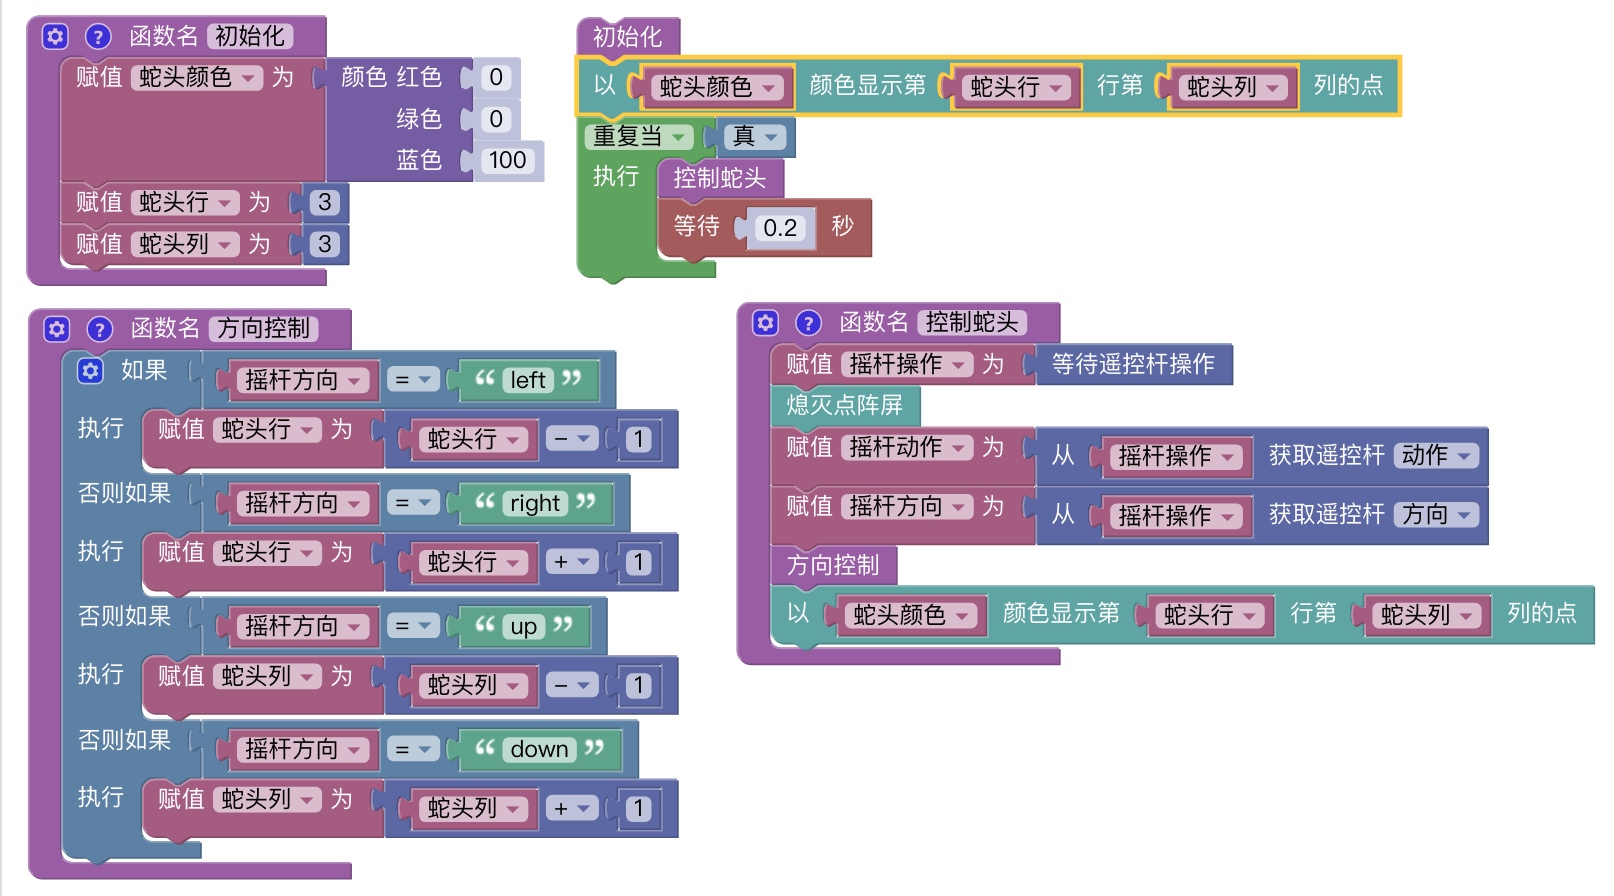 函数名 初始化
赋值 蛇头颜色 为 颜色 红色 0
绿色 0
蓝色 100
赋值 蛇头行 为 3
赋值 蛇头列 为 3
初始化
以 蛇头颜色 颜色显示第 蛇头行 行第 蛇头列 列的点
重复当 真
执行 控制蛇头
等待 0.2 秒
? 函数名 方向控制
如果 摇杆方向 = “ left ”
执行 赋值 蛇头行 为 蛇头行 - 1
否则如果 摇杆方向 = “ right ”
执行 赋值 蛇头行 为 蛇头行 + 1
否则如果 摇杆方向 = “ up ”
执行 赋值 蛇头列 为 蛇头列 - 1
否则如果 摇杆方向 = “ down ”
执行 赋值 蛇头列 为 蛇头列 + 1
? 函数名 控制蛇头
赋值 摇杆操作 为 等待遥控杆操作
熄灭点阵屏
赋值 摇杆动作 为 从 摇杆操作 获取遥控杆 动作
赋值 摇杆方向 为 从 摇杆操作 获取遥控杆 方向
方向控制
以 蛇头颜色 颜色显示第 蛇头行 行第 蛇头列 列的点